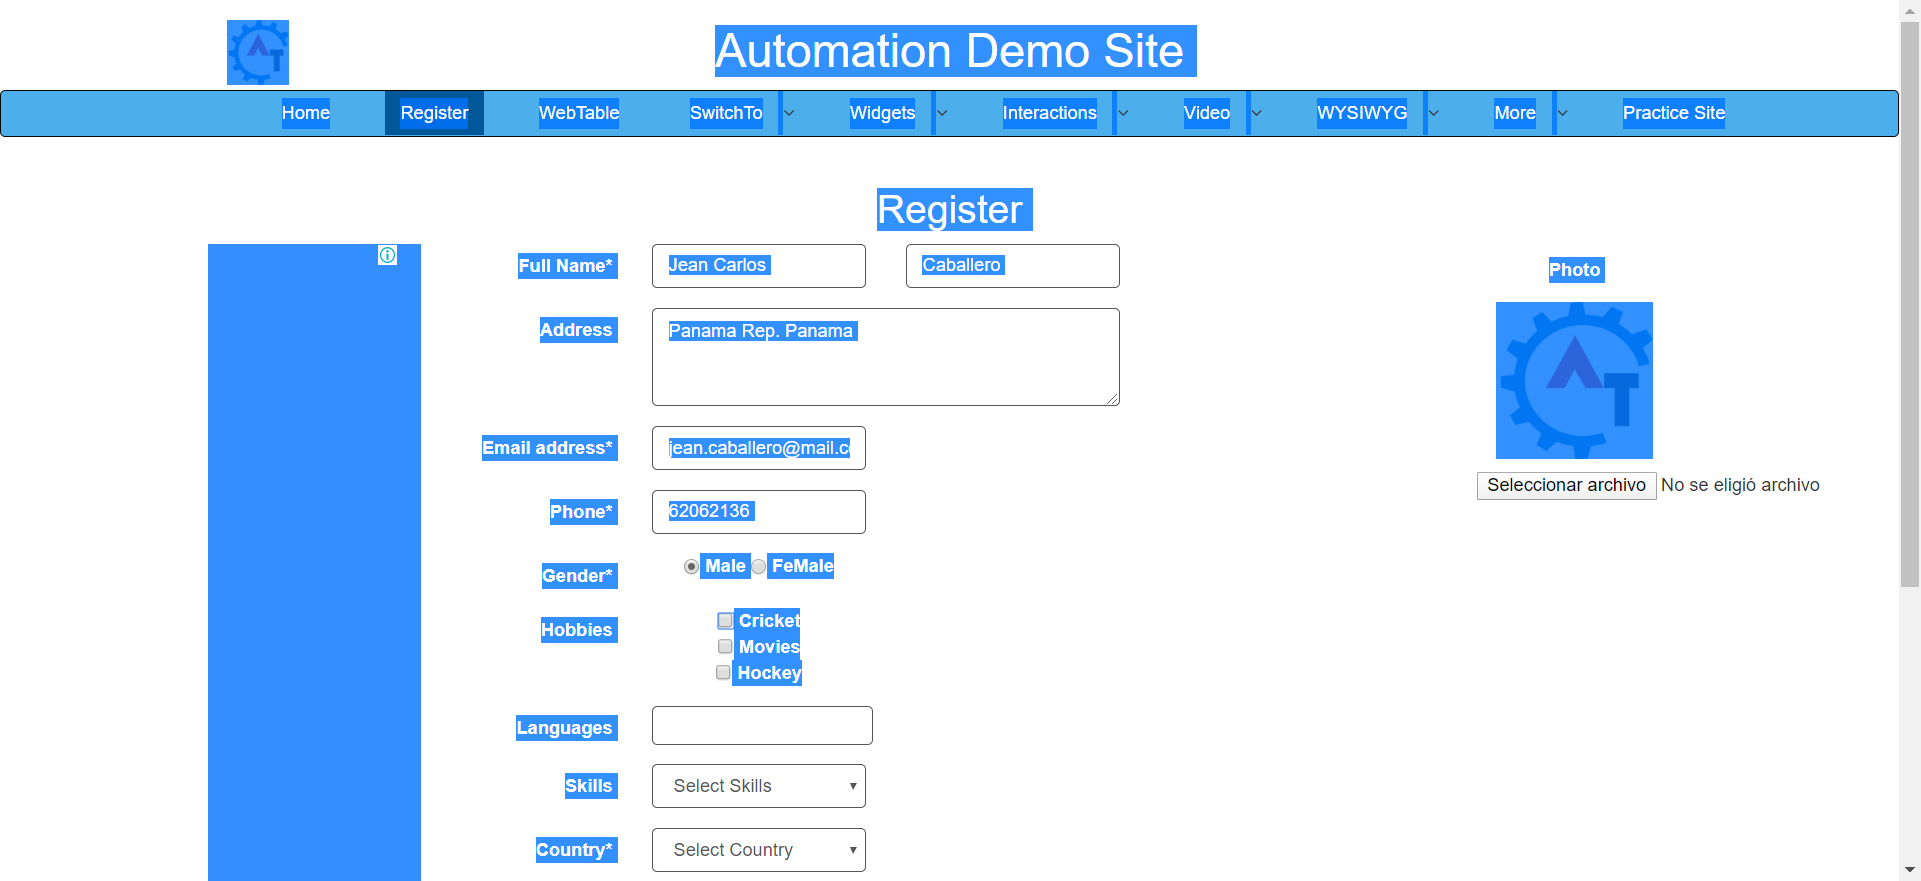 Automation Demo Site
Home Register WebTable SwitchTo Widgets Interactions Video WYSIWYG More Practice Site
Register
Full Name* Jean Carlos Caballero
Photo
Address Panama Rep. Panama
Email address* jean.caballero@mail.c
Seleccionar archivo No se eligió archivo
Phone* 62062136
Gender* Male FeMale
Hobbies Cricket
Movies
Hockey
Languages
Skills Select Skills
Country* Select Country